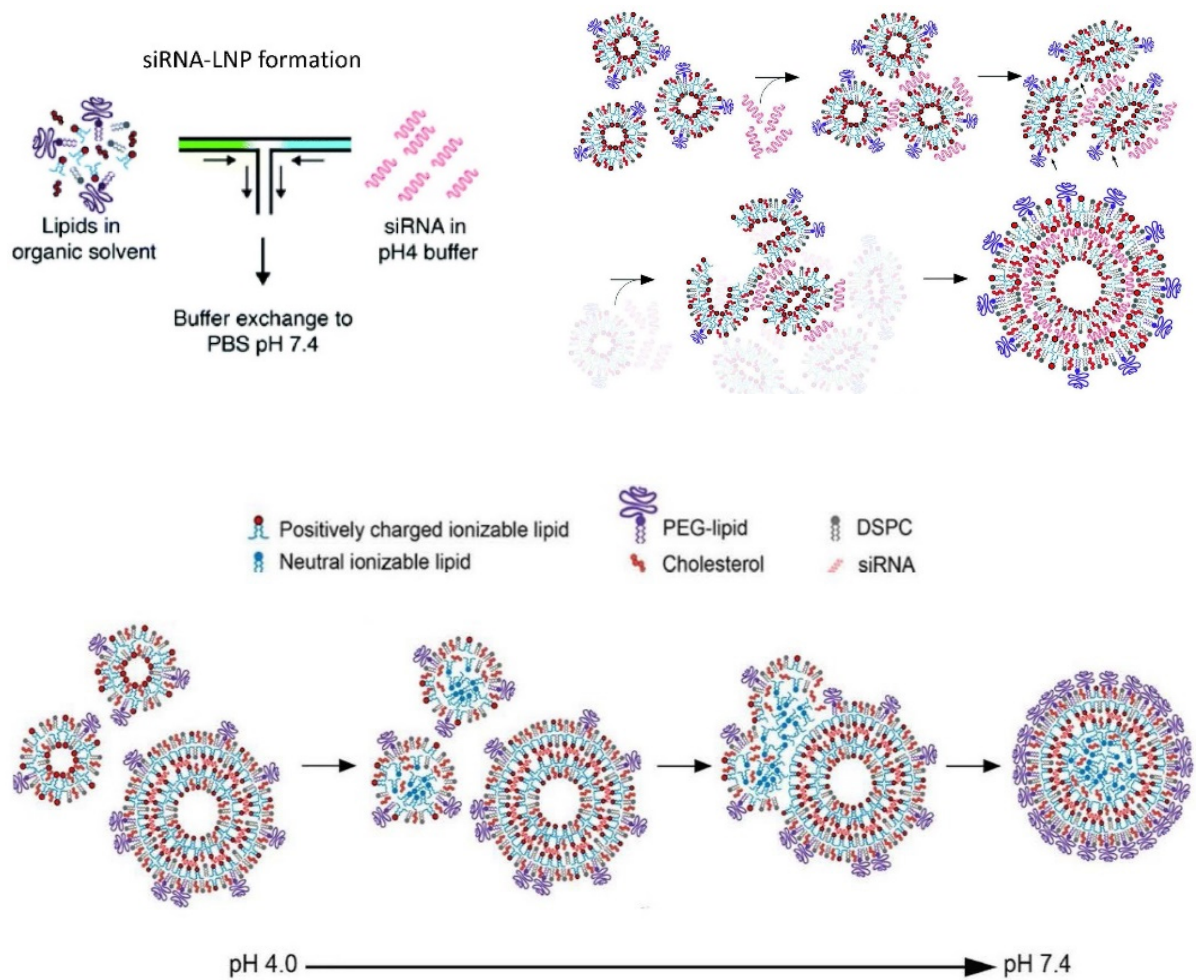 siRNA-LNP formation
Lipids in
organic solvent
siRNA in
pH4 buffer
Buffer exchange to
PBS pH 7.4
Positively charged ionizable lipid
PEG-lipid
DSPC
Neutral ionizable lipid
Cholesterol
siRNA
pH 4.0
pH 7.4